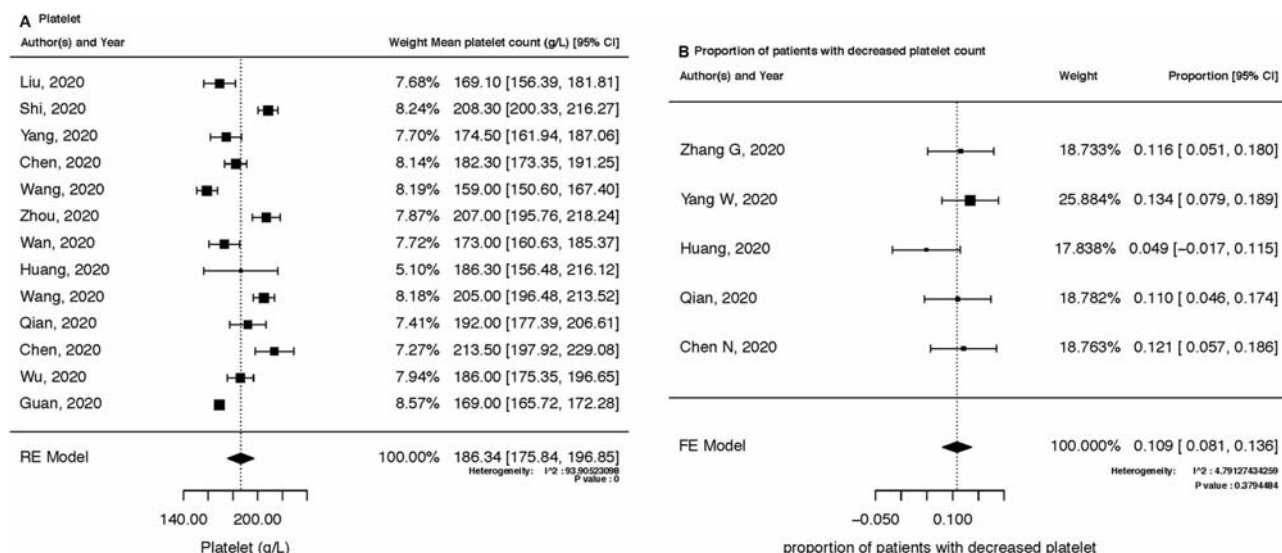 A Platelet
Author(s) and Year Weight Mean platelet count (g/L) [95% CI]
Liu, 2020 7.68% 169.10 [156.39, 181.81]
Shi, 2020 8.24% 208.30 [200.33, 216.27]
Yang, 2020 7.70% 174.50 [161.94, 187.06]
Chen, 2020 8.14% 182.30 [173.35, 191.25]
Wang, 2020 8.19% 159.00 [150.60, 167.40]
Zhou, 2020 7.87% 207.00 [195.76, 218.24]
Wan, 2020 7.72% 173.00 [160.63, 185.37]
Huang, 2020 5.10% 186.30 [156.48, 216.12]
Wang, 2020 8.18% 205.00 [196.48, 213.52]
Qian, 2020 7.41% 192.00 [177.39, 206.61]
Chen, 2020 7.27% 213.50 [197.92, 229.08]
Wu, 2020 7.94% 186.00 [175.35, 196.65]
Guan, 2020 8.57% 169.00 [165.72, 172.28]
RE Model 100.00% 186.34 [175.84, 196.85]
Heterogeneity: I^2 : 93.90523098
P value : 0
140.00 200.00
Platelet (g/L)
B Proportion of patients with decreased platelet count
Author(s) and Year Weight Proportion [95% CI]
Zhang G, 2020 18.733% 0.116 [ 0.051, 0.180]
Yang W, 2020 25.884% 0.134 [ 0.079, 0.189]
Huang, 2020 17.838% 0.049 [−0.017, 0.115]
Qian, 2020 18.782% 0.110 [ 0.046, 0.174]
Chen N, 2020 18.763% 0.121 [ 0.057, 0.186]
FE Model 100.000% 0.109 [ 0.081, 0.136]
Heterogeneity: I^2 : 4.79127434259
P value : 0.3794484
−0.050 0.100
proportion of patients with decreased platelet